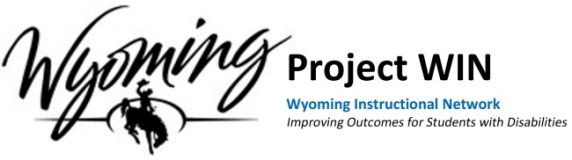 Wyoming
Project WIN
Wyoming Instructional Network
Improving Outcomes for Students with Disabilities